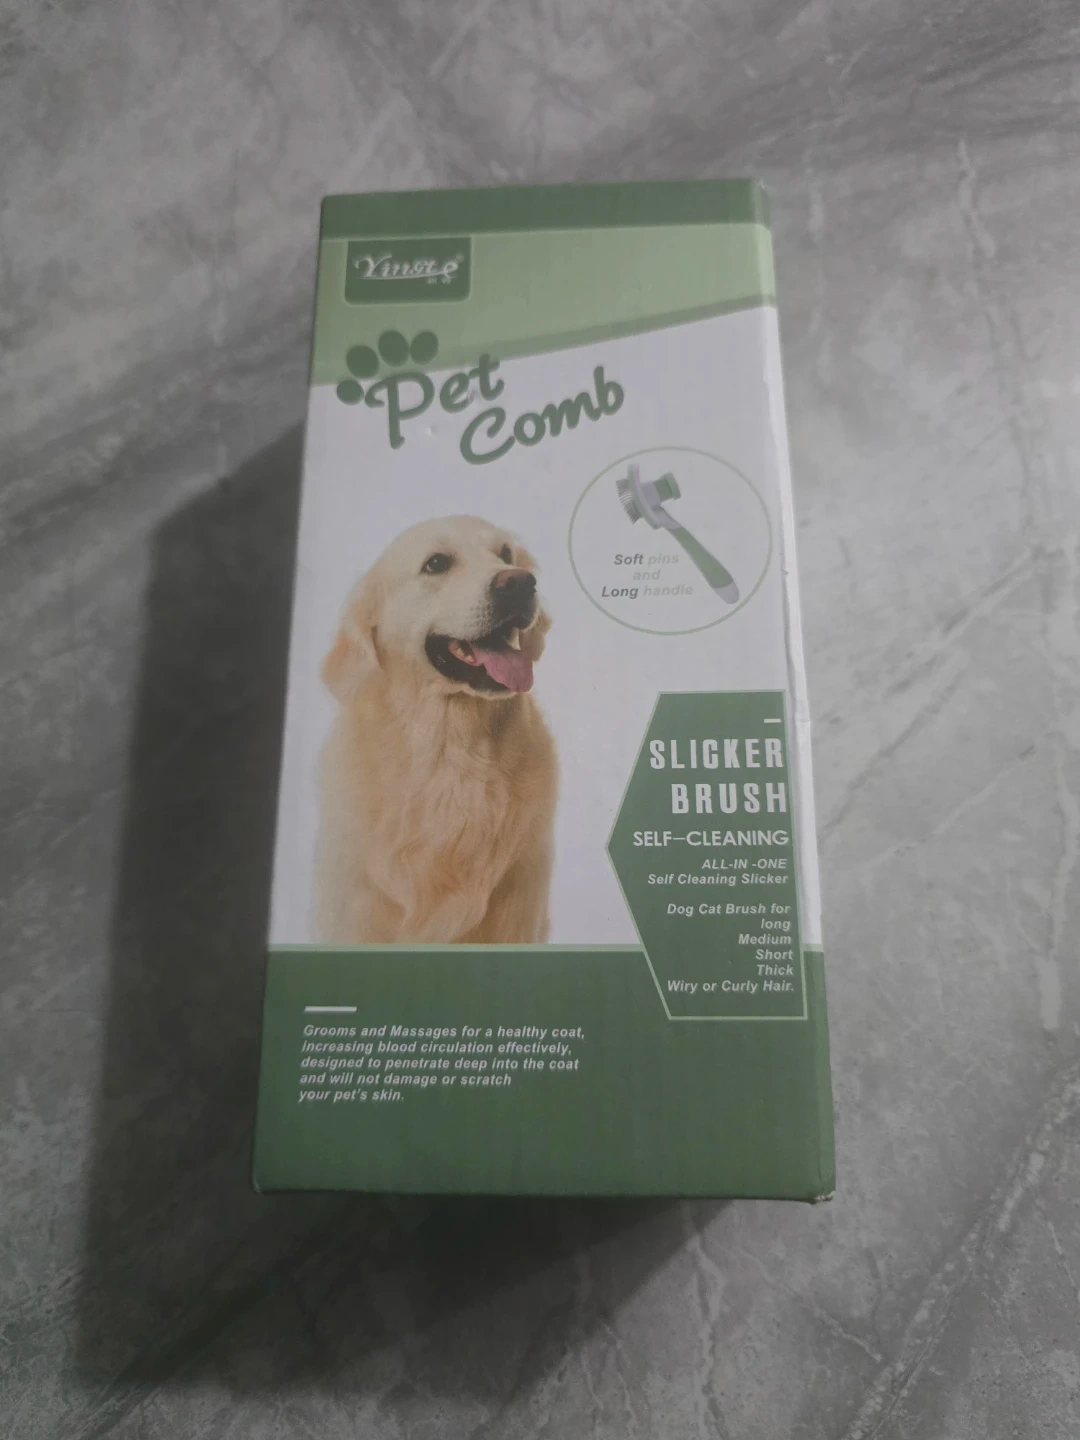 Pet
Comb
Soft pins
and
Long handle
SLICKER
BRUSH
SELF-CLEANING
ALL-IN -ONE
Self Cleaning Slicker
Dog Cat Brush for
long
Medium
Short
Thick
Wiry or Curly Hair.
Grooms and Massages for a healthy coat,
increasing blood circulation effectively,
designed to penetrate deep into the coat
and will not damage or scratch
your pet's skin.